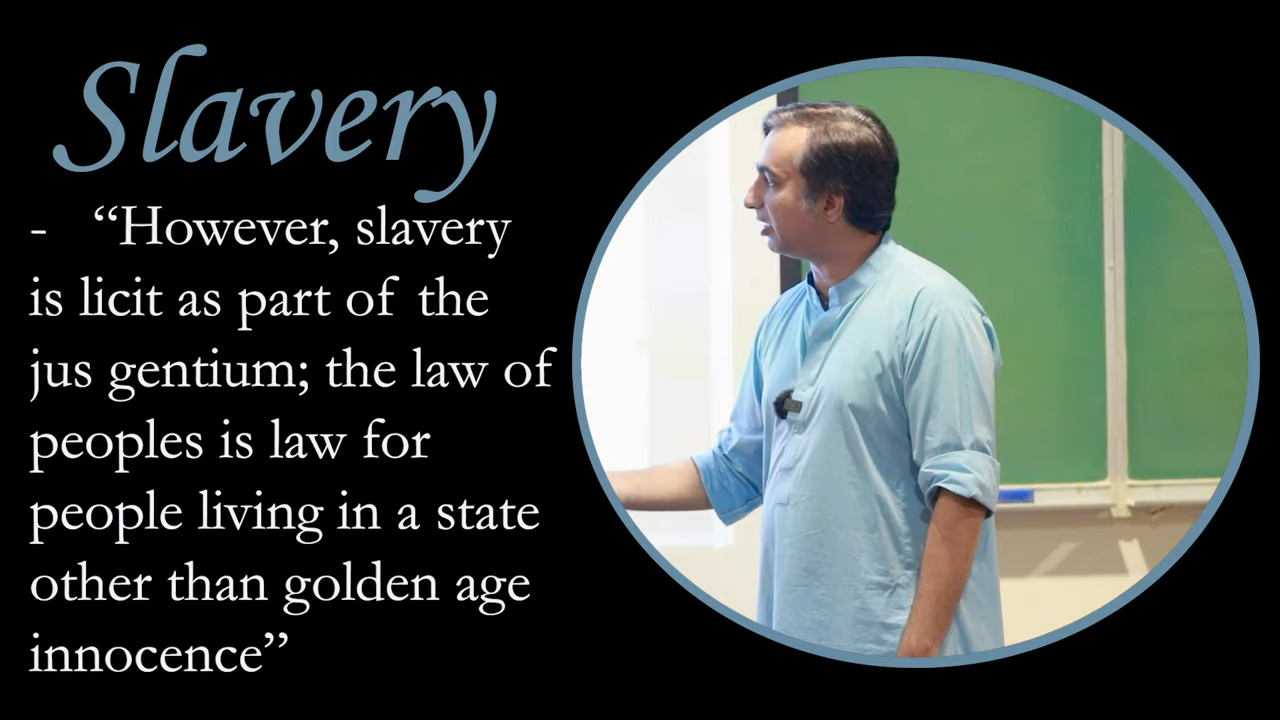 Slavery
- “However, slavery
is licit as part of the
jus gentium; the law of
peoples is law for
people living in a state
other than golden age
innocence”